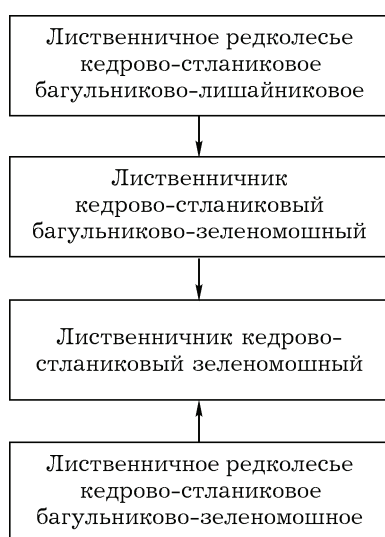 Лиственничное редколесье
кедрово-стланиковое
багульниково-лишайниковое
Лиственничник
кедрово-стланиковый
багульниково-зеленомошный
Лиственничник кедрово-
стланиковый зеленомошный
Лиственничное редколесье
кедрово-стланиковое
багульниково-зеленомошное